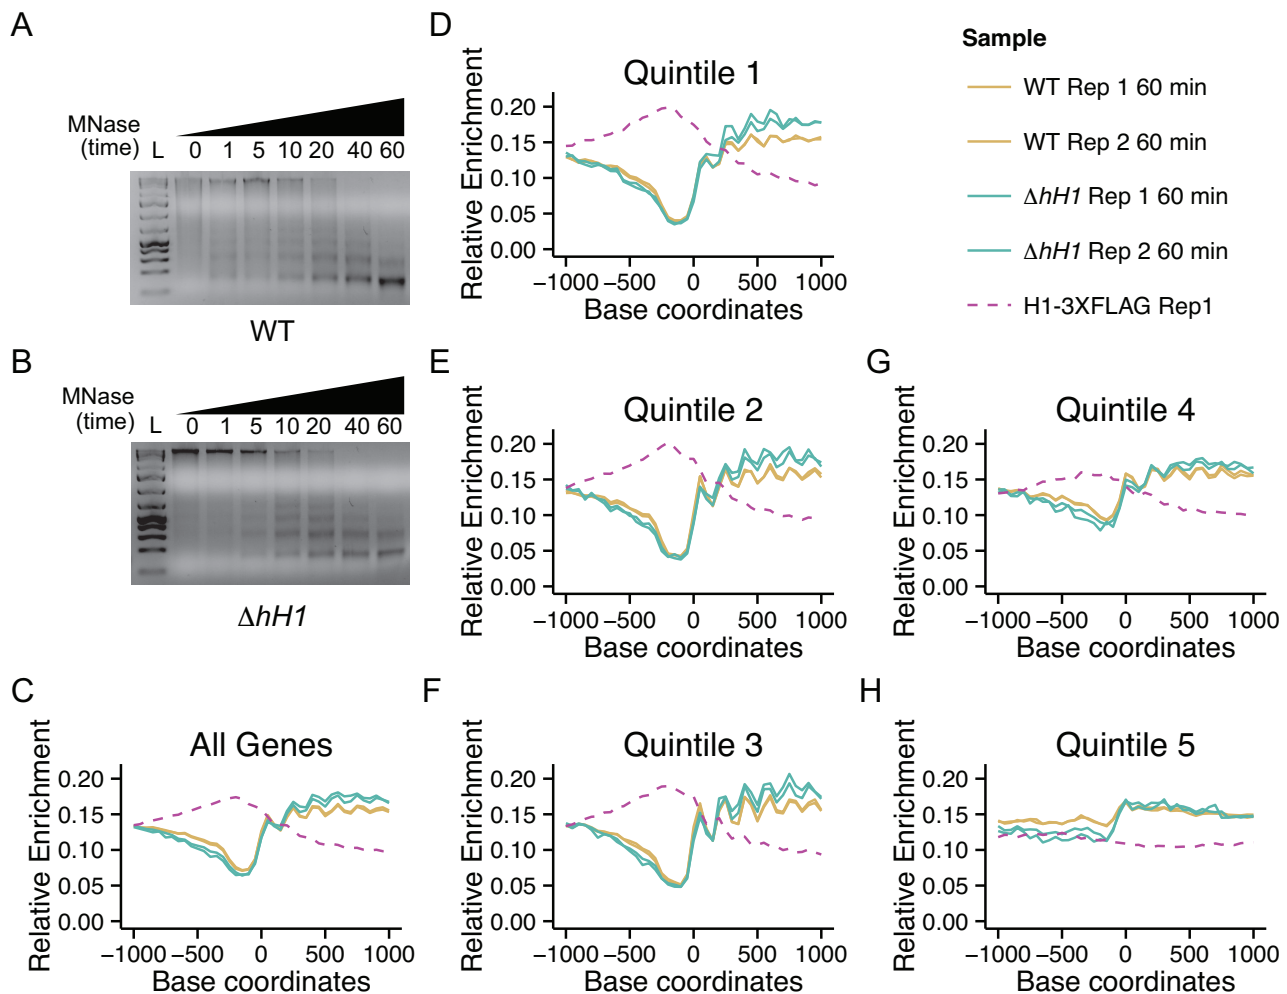 A
MNase
(time)
L 0 1 5 10 20 40 60
WT
B
MNase
(time)
L 0 1 5 10 20 40 60
ΔhH1
C
All Genes
Relative Enrichment
0.20
0.15
0.10
0.05
0.00
−1000 −500 0 500 1000
Base coordinates
D
Quintile 1
Relative Enrichment
0.20
0.15
0.10
0.05
0.00
−1000 −500 0 500 1000
Base coordinates
Sample
WT Rep 1 60 min
WT Rep 2 60 min
ΔhH1 Rep 1 60 min
ΔhH1 Rep 2 60 min
H1-3XFLAG Rep1
E
Quintile 2
Relative Enrichment
0.20
0.15
0.10
0.05
0.00
−1000 −500 0 500 1000
Base coordinates
F
Quintile 3
Relative Enrichment
0.20
0.15
0.10
0.05
0.00
−1000 −500 0 500 1000
Base coordinates
G
Quintile 4
Relative Enrichment
0.20
0.15
0.10
0.05
0.00
−1000 −500 0 500 1000
Base coordinates
H
Quintile 5
Relative Enrichment
0.20
0.15
0.10
0.05
0.00
−1000 −500 0 500 1000
Base coordinates